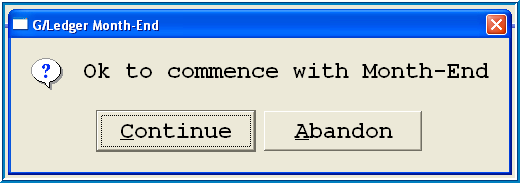 G/Ledger Month-End
? Ok to commence with Month-End
Continue Abandon